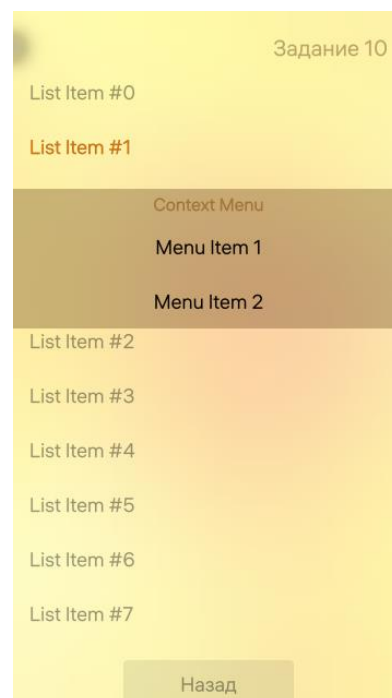 Задание 10
List Item #0
List Item #1
Context Menu
Menu Item 1
Menu Item 2
List Item #2
List Item #3
List Item #4
List Item #5
List Item #6
List Item #7
Назад